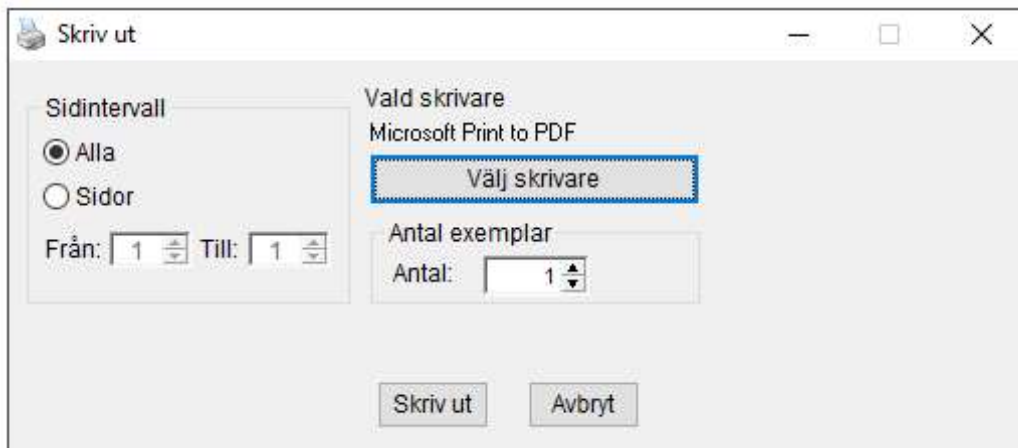 Skriv ut
Sidintervall
Alla
Sidor
Från: 1 Till: 1
Vald skrivare
Microsoft Print to PDF
Välj skrivare
Antal exemplar
Antal: 1
Skriv ut Avbryt